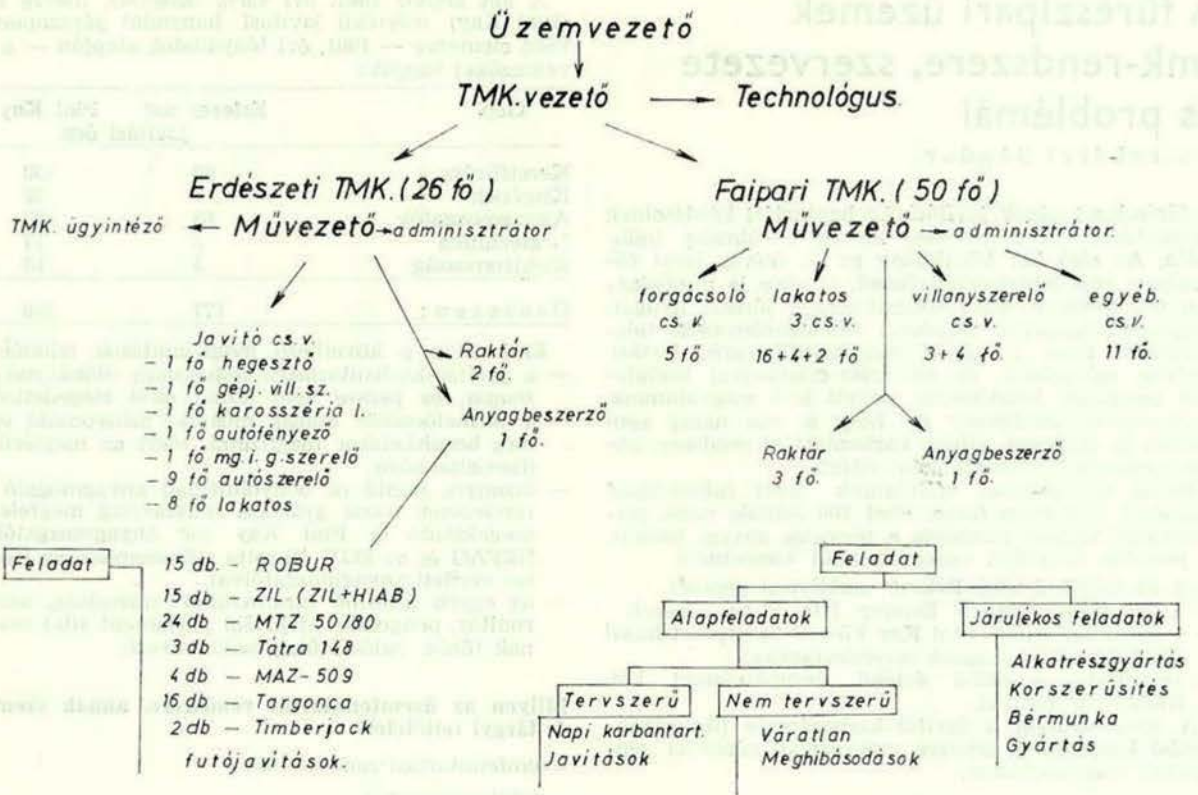 Üzemvezető
TMK.vezető
Technológus.
Erdészeti TMK.(26 fő)
TMK. ügyintéző
Művezető
adminisztrátor
Javító cs.v.
- 1 fő hegesztő
- 1 fő gépj. vill. sz.
- 1 fő karosszéria l.
- 1 fő autófényező
- 1 fő mg.i.g.szerelő
- 9 fő autószerelő
- 8 fő lakatos
Raktár
2 fő.
Anyagbeszerző
1 fő.
Feladat
15 db. - ROBUR
15 db - ZIL (ZIL+HIAB)
24 db - MTZ 50/80
3 db - Tátra 148
4 db - MAZ-509
16 db - Targonca
2 db - Timberjack
futójavítások.
Faipari TMK. (50 fő)
Művezető
adminisztrátor.
forgácsoló
cs. v.
5 fő.
lakatos
3 cs.v.
16+4+2 fő
villanyszerelő
cs. v.
3+4 fő.
egyéb.
cs.v.
11 fő.
Raktár
3 fő.
Anyagbeszerző
1 fő.
Feladat
Alapfeladatok
Járulékos feladatok
Tervszerű
Nem tervszerű
Napi karbantart.
Javítások
Váratlan
Meghibásodások
Alkatrészgyártás
Korszerűsítés
Bérmunka
Gyártás